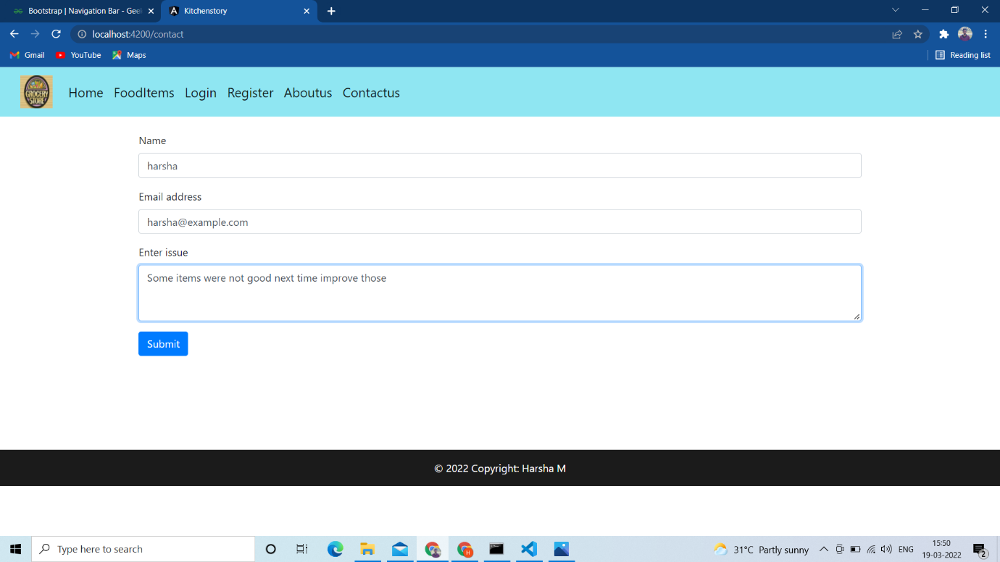 Bootstrap | Navigation Bar - Gee
Kitchenstory
localhost:4200/contact
Gmail
YouTube
Maps
Reading list
GROCERY
STORE
Home
FoodItems
Login
Register
Aboutus
Contactus
Name
harsha
Email address
harsha@example.com
Enter issue
Some items were not good next time improve those
Submit
© 2022 Copyright: Harsha M
Type here to search
H
31°C Partly sunny
ENG
15:50
19-03-2022
2